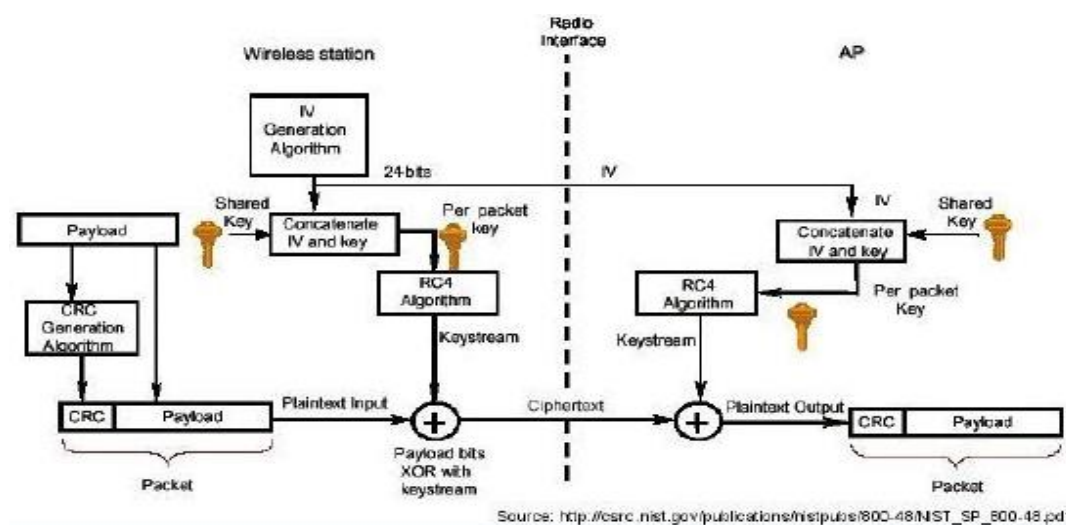 Radio
Interface
Wireless station
AP
IV
Generation
Algorithm
24-bits
IV
Shared
Key
Concatenate
IV and key
Per packet
key
IV
Shared
Key
Concatenate
IV and key
Payload
RC4
Algorithm
RC4
Algorithm
Per packet
Key
CRC
Generation
Algorithm
Keystream
Keystream
CRC
Payload
Plaintext Input
Ciphertext
Plaintext Output
CRC
Payload
Packet
Payload bits
XOR with
keystream
Packet
Source: http://csrc.nist.gov/publications/nistpubs/800-48/NIST_SP_800-48.pd